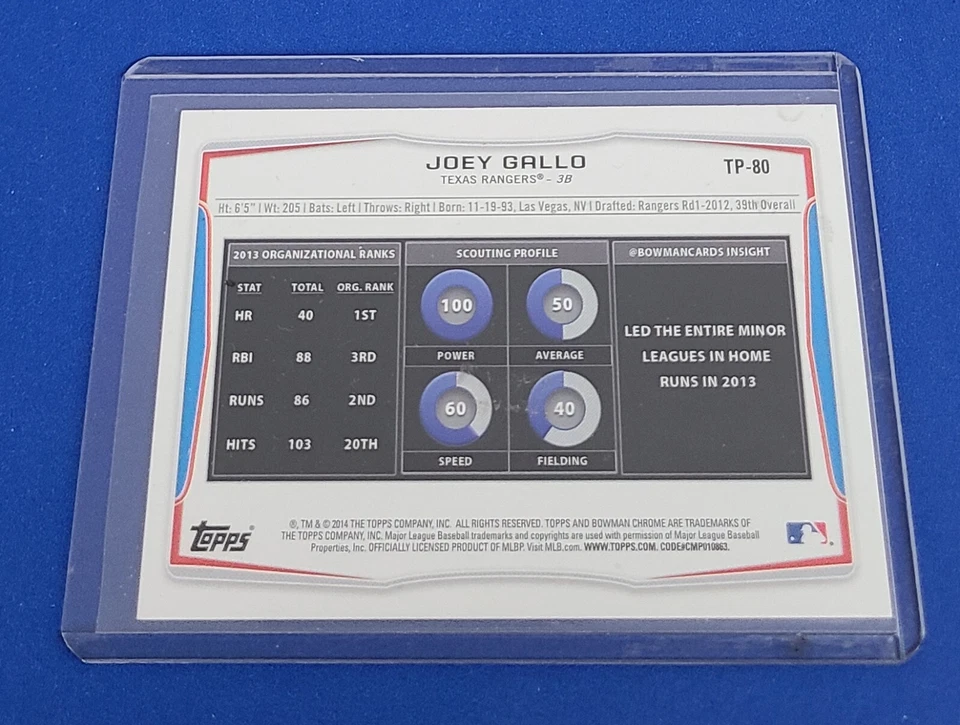 JOEY GALLO
TP-80
TEXAS RANGERS® - 3B
Ht: 6'5" | Wt: 205 | Bats: Left | Throws: Right | Born: 11-19-93, Las Vegas, NV | Drafted: Rangers Rd1-2012, 39th Overall
2013 ORGANIZATIONAL RANKS
STAT TOTAL ORG. RANK
HR 40 1ST
RBI 88 3RD
RUNS 86 2ND
HITS 103 20TH
SCOUTING PROFILE
100 50
POWER AVERAGE
60 40
SPEED FIELDING
@BOWMANCARDS INSIGHT
LED THE ENTIRE MINOR
LEAGUES IN HOME
RUNS IN 2013
Topps®
®, TM & © 2014 THE TOPPS COMPANY, INC. ALL RIGHTS RESERVED. TOPPS AND BOWMAN CHROME ARE TRADEMARKS OF
THE TOPPS COMPANY, INC. Major League Baseball trademarks and copyrights are used with permission of Major League Baseball
Properties, Inc. OFFICIALLY LICENSED PRODUCT OF MLBP. Visit MLB.com. WWW.TOPPS.COM. CODE#CMP010863.